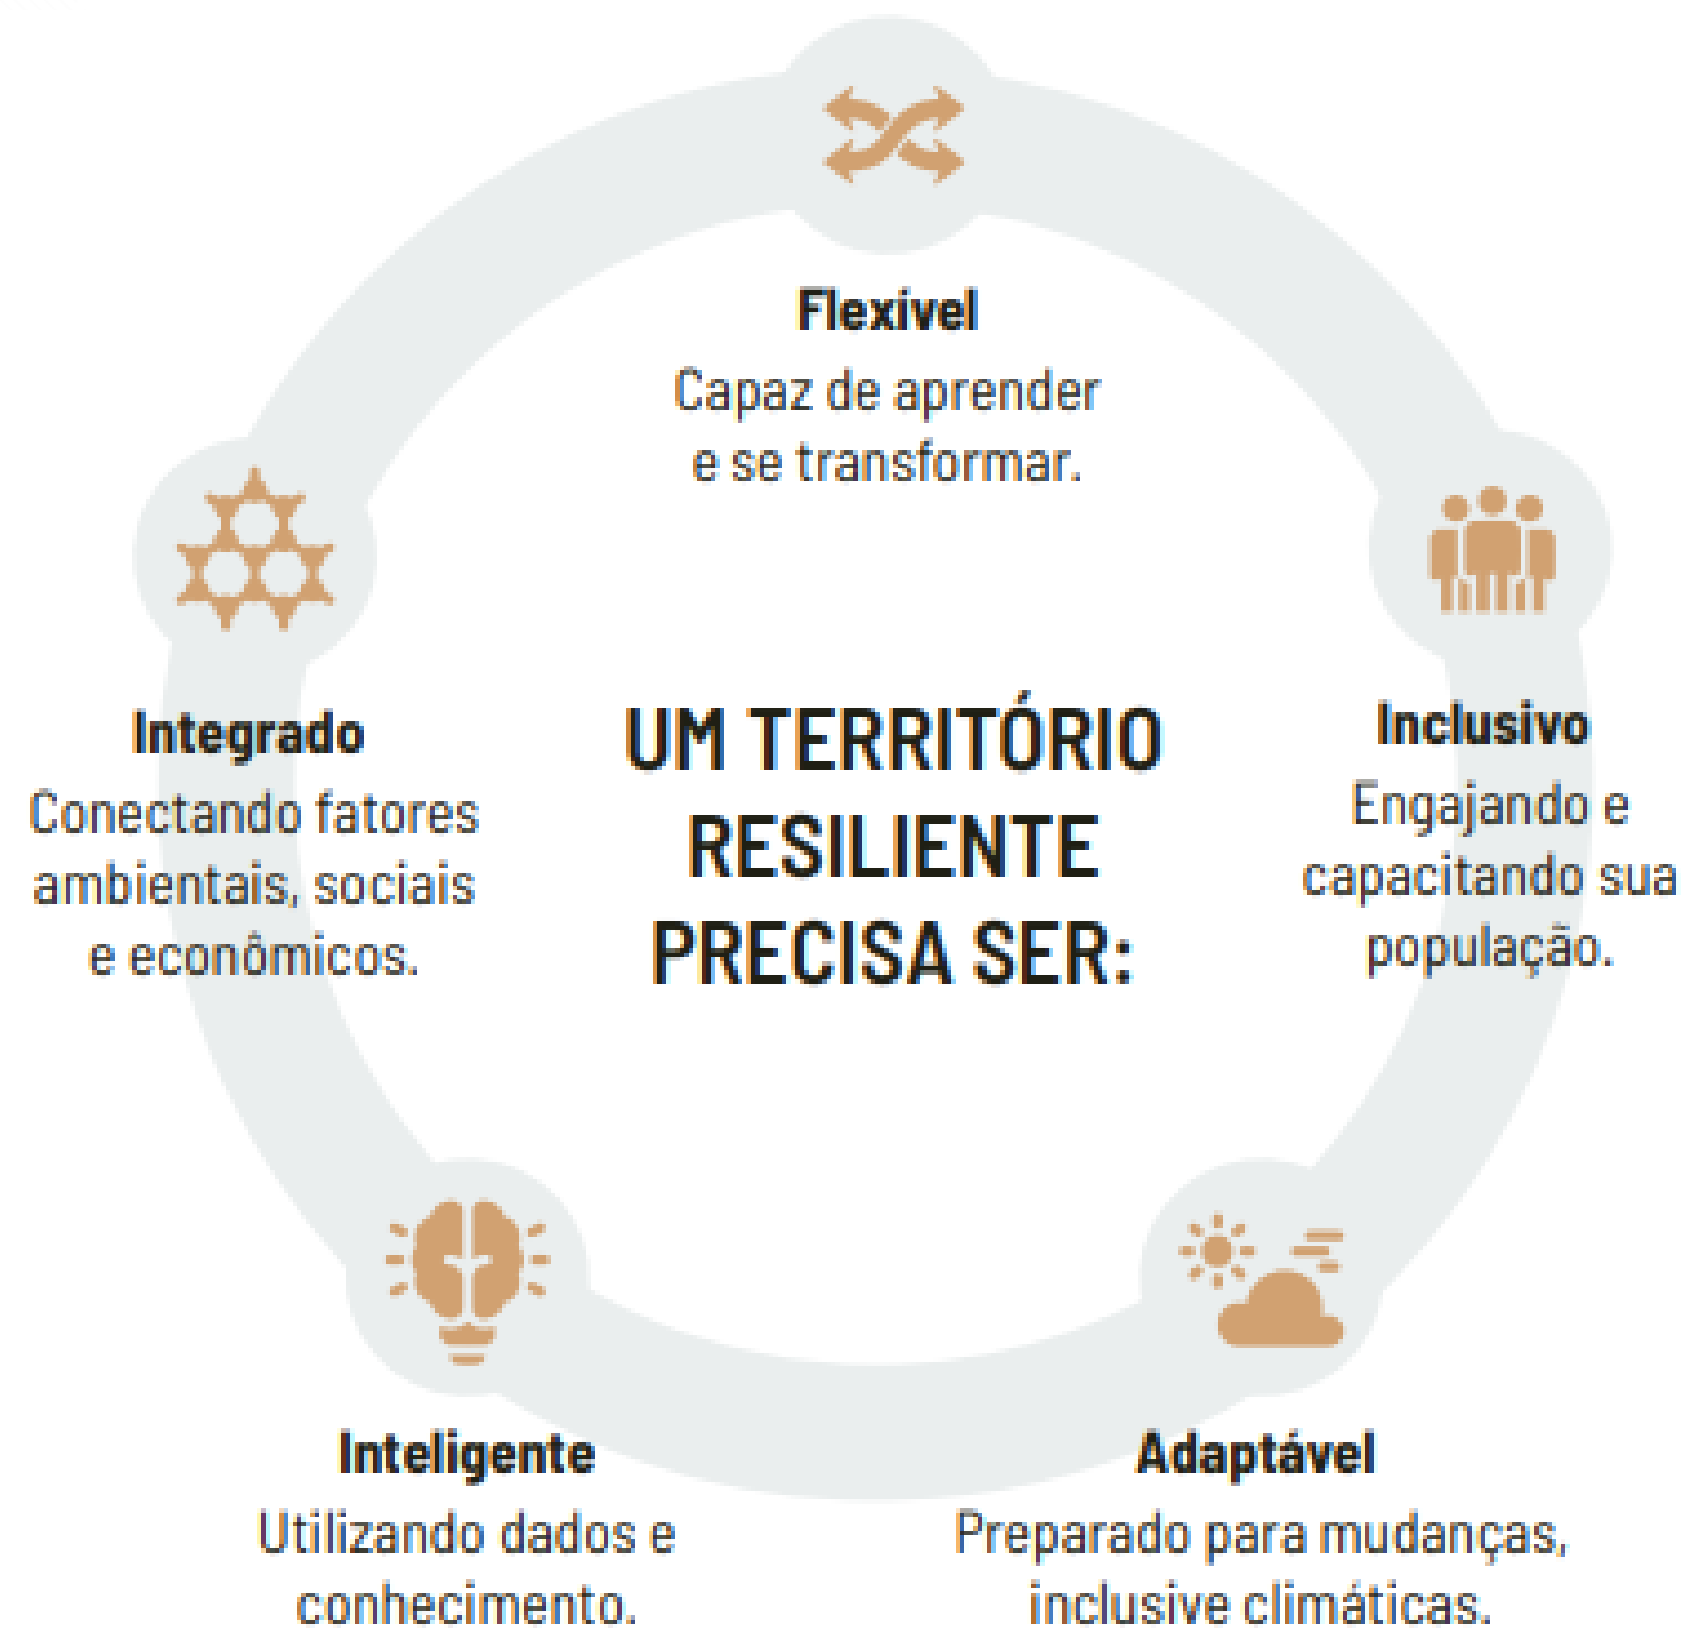 Flexivel
Capaz de aprender
e se transformar.
Integrado
Conectando fatores
ambientais, sociais
e econômicos.
UM TERRITÓRIO
RESILIENTE
PRECISA SER:
Inclusivo
Engajando e
capacitando sua
população.
Inteligente
Utilizando dados e
conhecimento.
Adaptável
Preparado para mudanças,
inclusive climáticas.